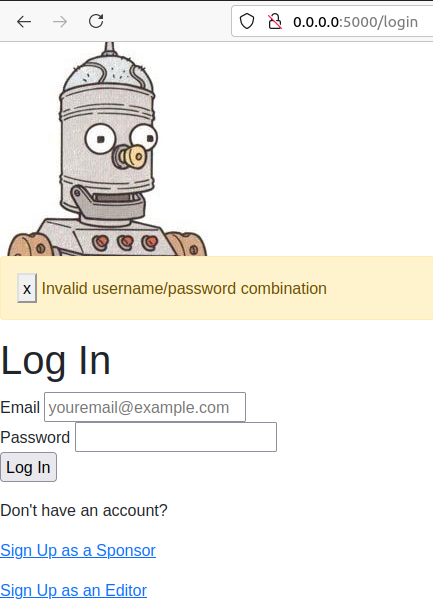 0.0.0.0:5000/login
x Invalid username/password combination
Log In
Email youremail@example.com
Password
Log In
Don't have an account?
Sign Up as a Sponsor
Sign Up as an Editor